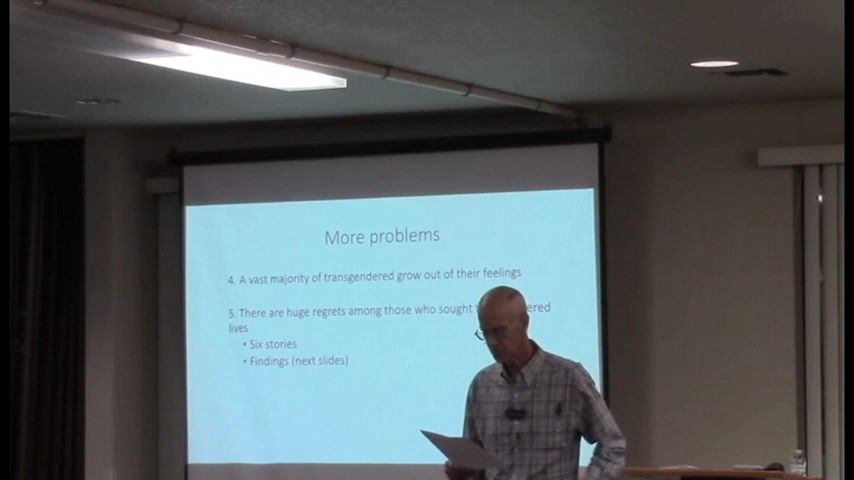 More problems
4. A vast majority of transgendered grow out of their feelings
5. There are huge regrets among those who sought ered
lives
• Six stories
• Findings (next slides)